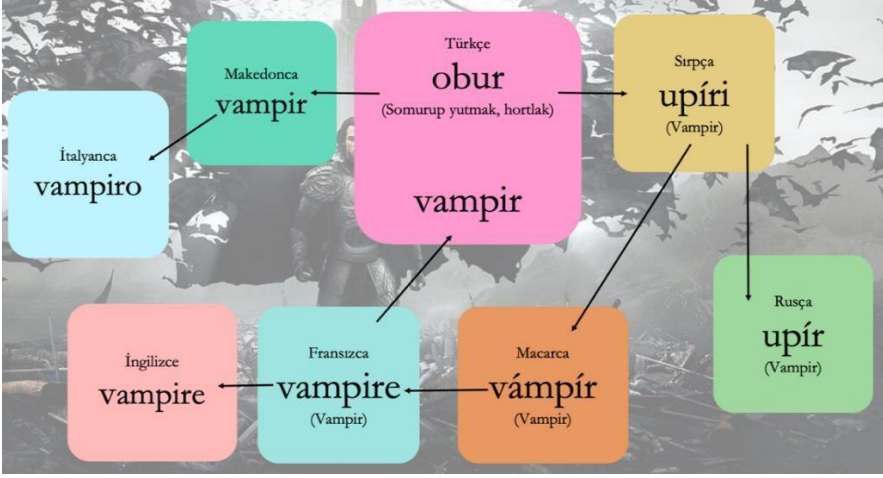 Türkçe
obur
(Somurup yutmak, hortlak)
vampir
Makedonca
vampir
İtalyanca
vampiro
Sırpça
upíri
(Vampir)
Rusça
upír
(Vampir)
Macarca
vámpír
(Vampir)
Fransızca
vampire
(Vampir)
İngilizce
vampire